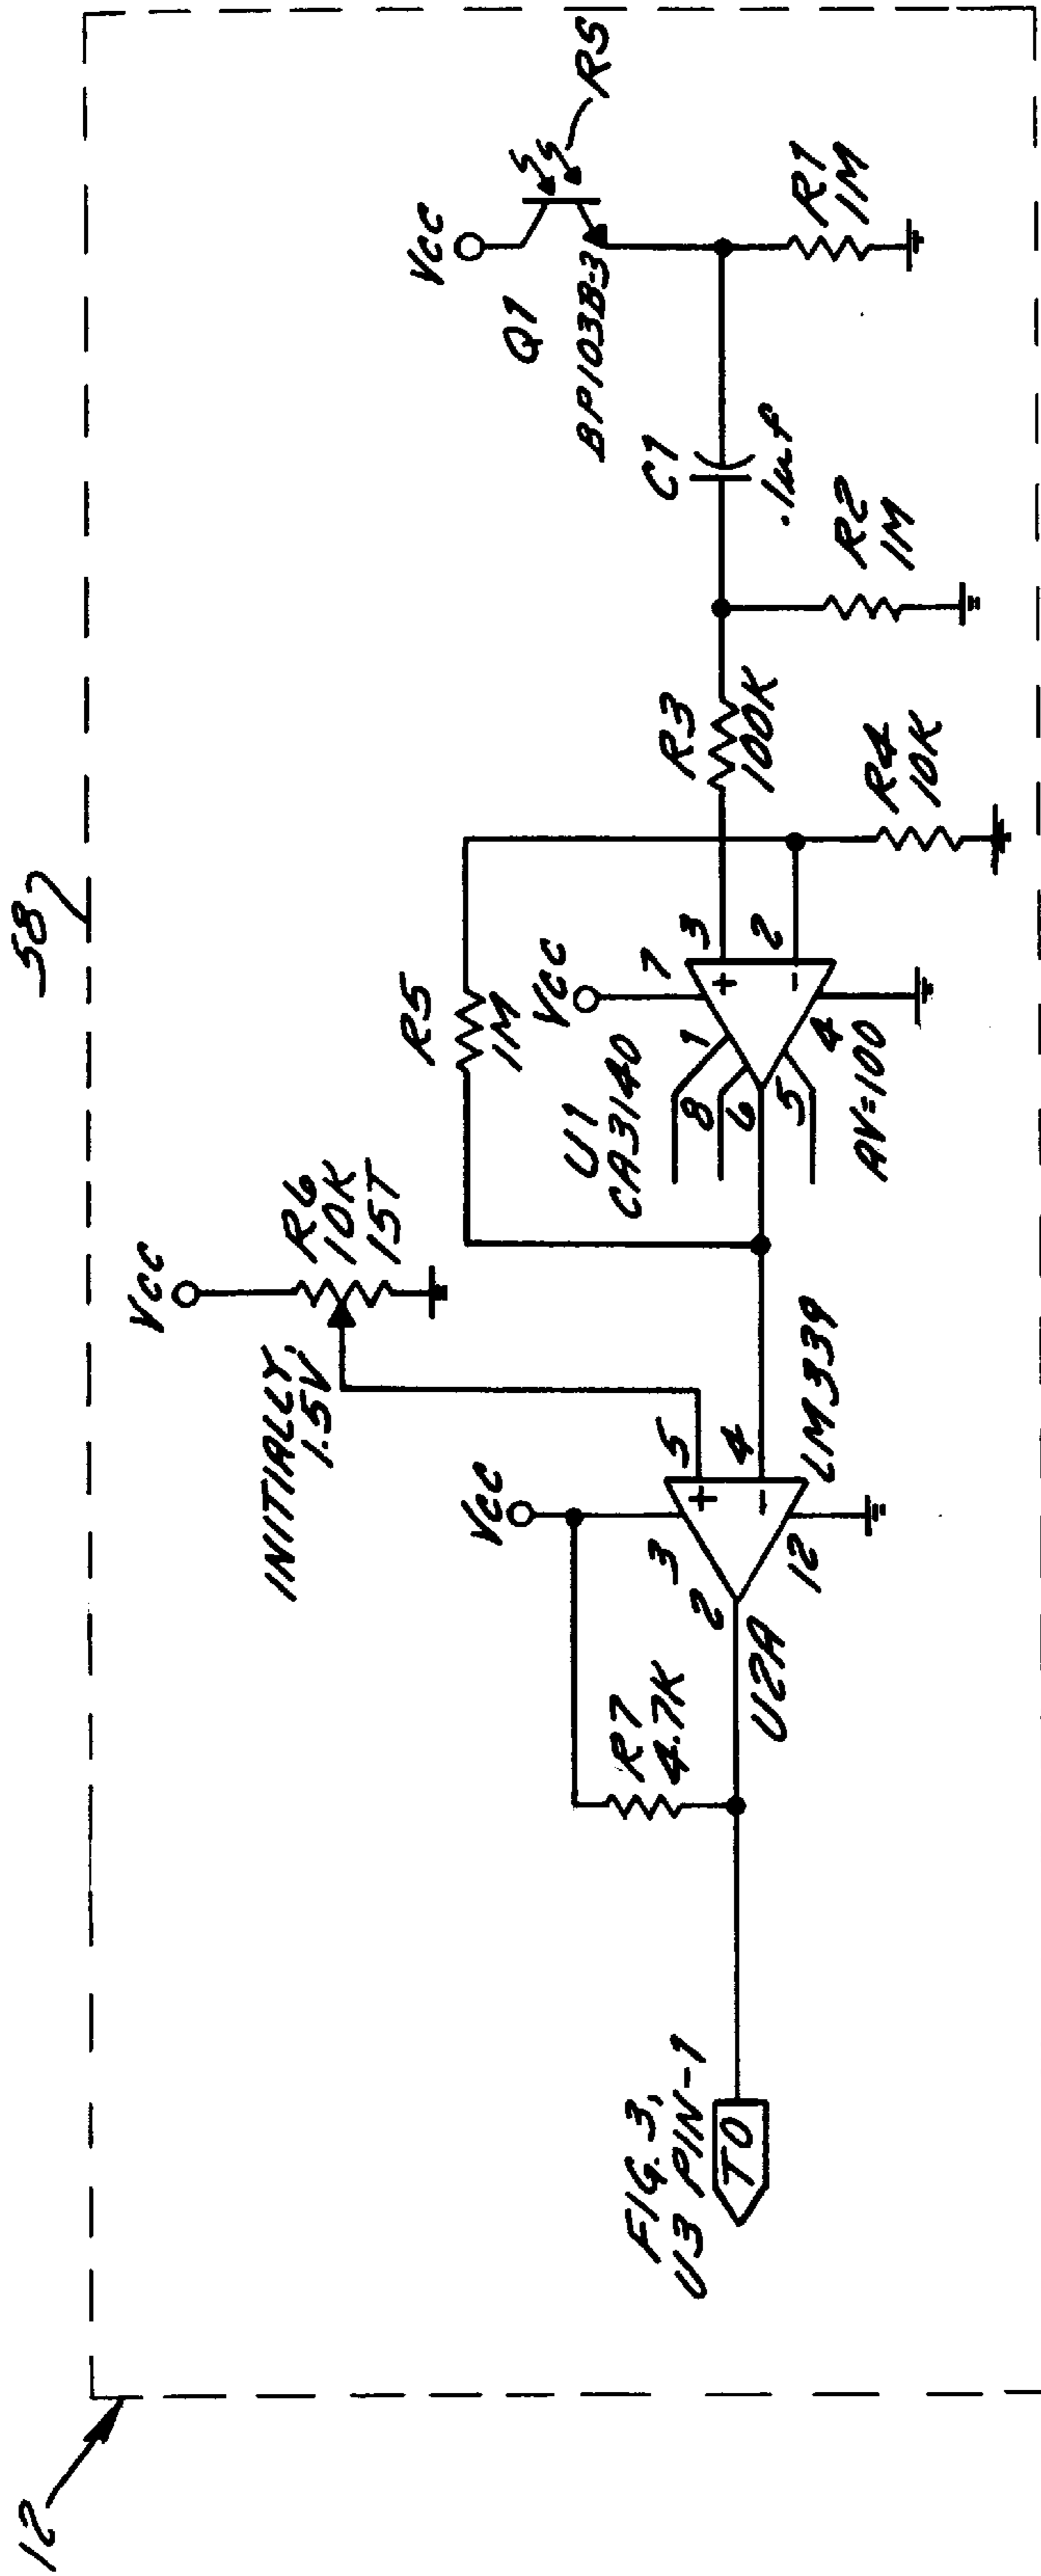 12
58
FIG. 3,
U3 PIN-1
TO
R7
4.7K
VCC
3
2
5
4
12
U2A
LM339
INITIALLY,
1.5V
VCC
R6
10K
15T
R5
1M
U1
CA3140
VCC
7
1
8
6
5
4
3
2
AV=100
R3
100K
R4
10K
C1
.1uf
R2
1M
VCC
Q1
BP103B-3
RS
R1
1M